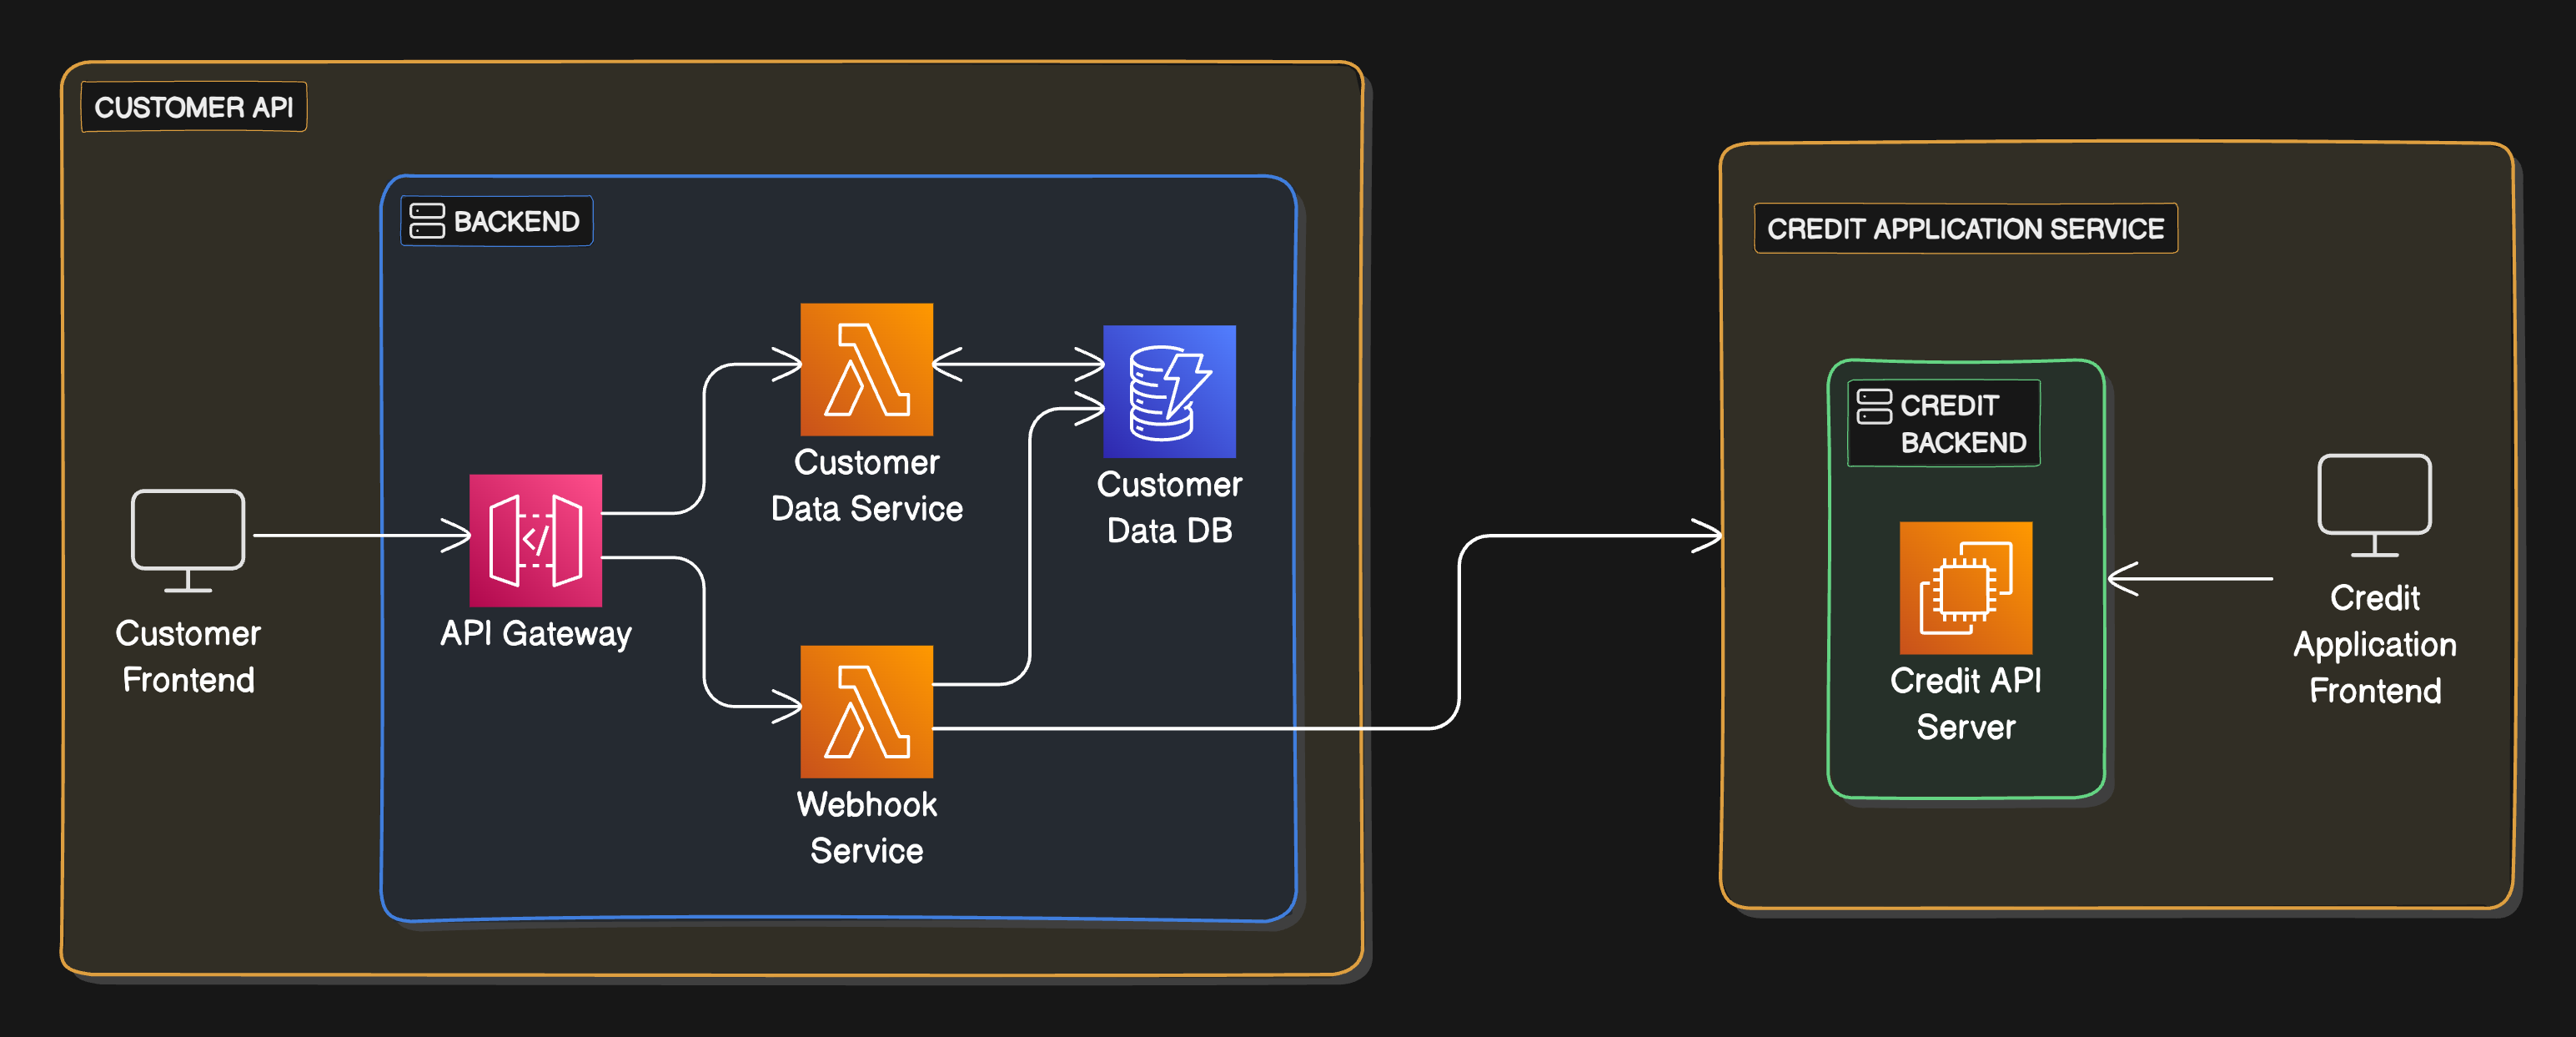 CUSTOMER API
BACKEND
Customer
Frontend
API Gateway
Customer
Data Service
Customer
Data DB
Webhook
Service
CREDIT APPLICATION SERVICE
CREDIT
BACKEND
Credit API
Server
Credit
Application
Frontend